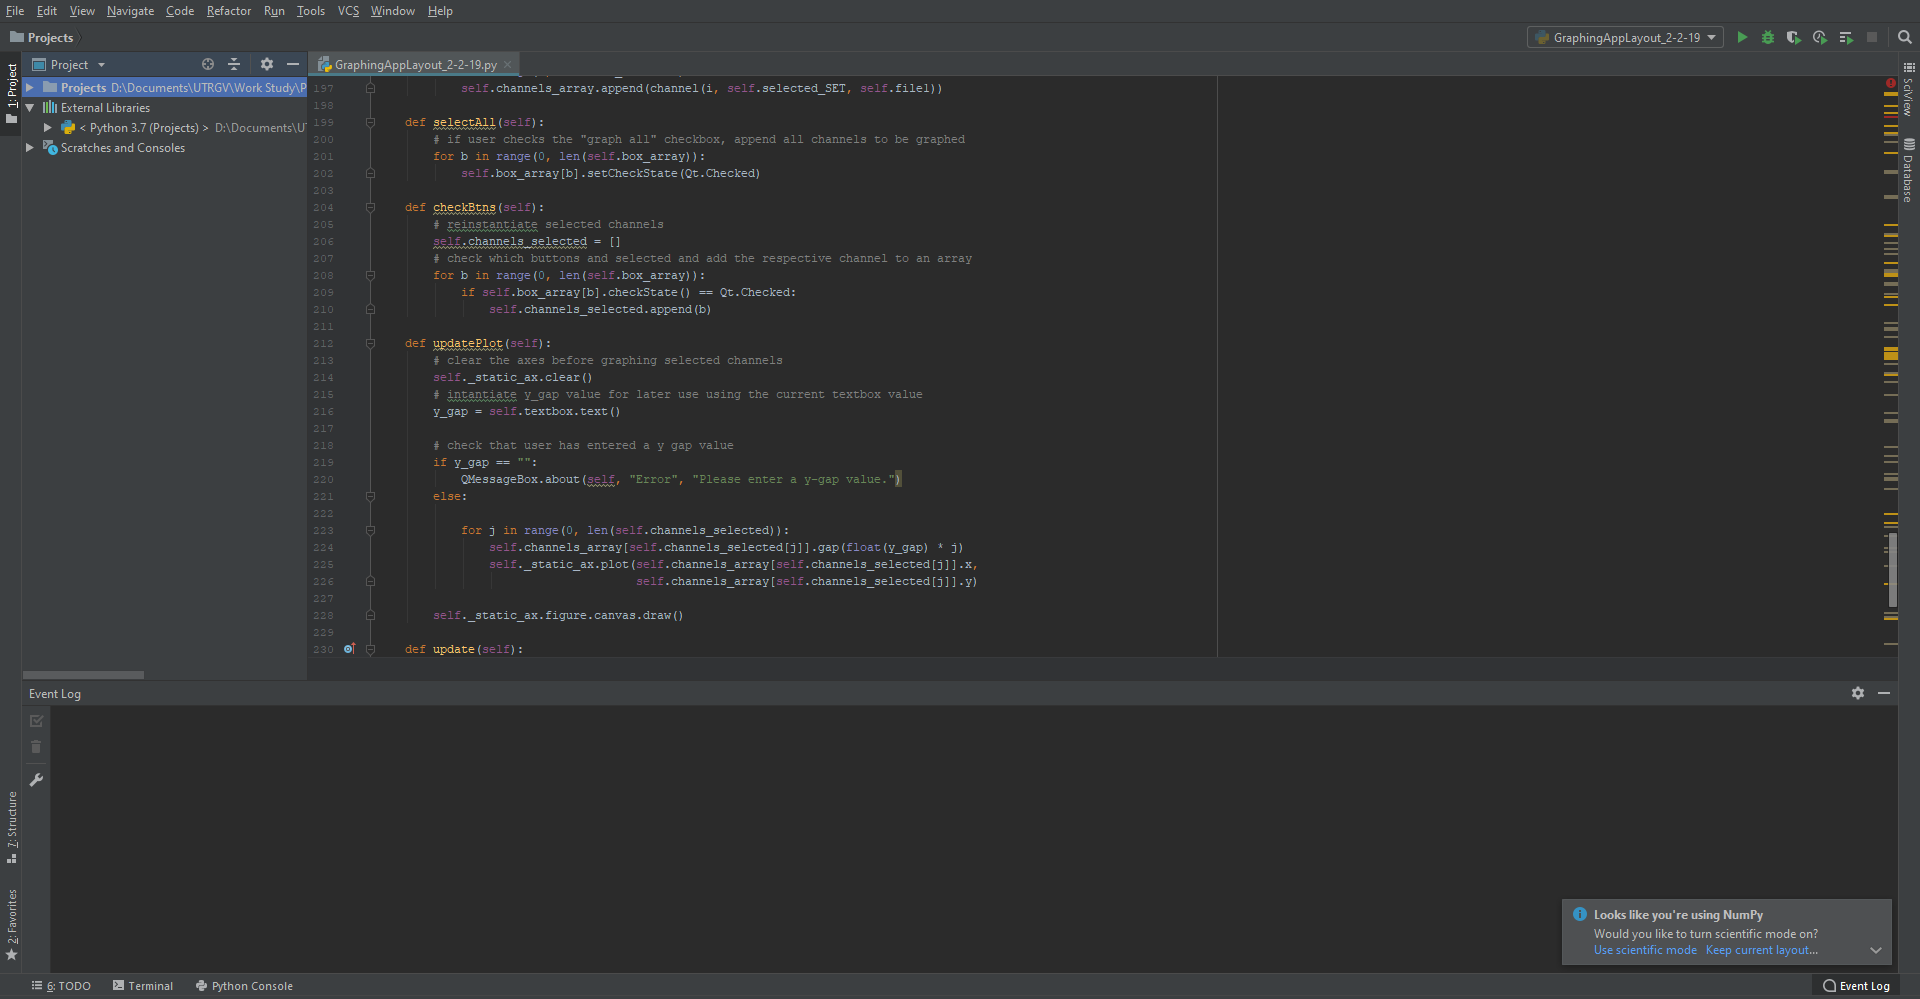 File Edit View Navigate Code Refactor Run Tools VCS Window Help
Projects
GraphingAppLayout_2-2-19
1: Project
Project
GraphingAppLayout_2-2-19.py
Projects D:\Documents\UTRGV\Work Study\P
External Libraries
< Python 3.7 (Projects) > D:\Documents\U
Scratches and Consoles
197 self.channels_array.append(channel(i, self.selected_SET, self.file1))
198
199 def selectAll(self):
200 # if user checks the "graph all" checkbox, append all channels to be graphed
201 for b in range(0, len(self.box_array)):
202 self.box_array[b].setCheckState(Qt.Checked)
203
204 def checkBtns(self):
205 # reinstantiate selected channels
206 self.channels_selected = []
207 # check which buttons and selected and add the respective channel to an array
208 for b in range(0, len(self.box_array)):
209 if self.box_array[b].checkState() == Qt.Checked:
210 self.channels_selected.append(b)
211
212 def updatePlot(self):
213 # clear the axes before graphing selected channels
214 self._static_ax.clear()
215 # intantiate y_gap value for later use using the current textbox value
216 y_gap = self.textbox.text()
217
218 # check that user has entered a y gap value
219 if y_gap == "":
220 QMessageBox.about(self, "Error", "Please enter a y-gap value.")
221 else:
222
223 for j in range(0, len(self.channels_selected)):
224 self.channels_array[self.channels_selected[j]].gap(float(y_gap) * j)
225 self._static_ax.plot(self.channels_array[self.channels_selected[j]].x,
226 self.channels_array[self.channels_selected[j]].y)
227
228 self._static_ax.figure.canvas.draw()
229
230 def update(self):
SciView
Database
Event Log
7: Structure
2: Favorites
Looks like you're using NumPy
Would you like to turn scientific mode on?
Use scientific mode Keep current layout...
6: TODO Terminal Python Console
Event Log